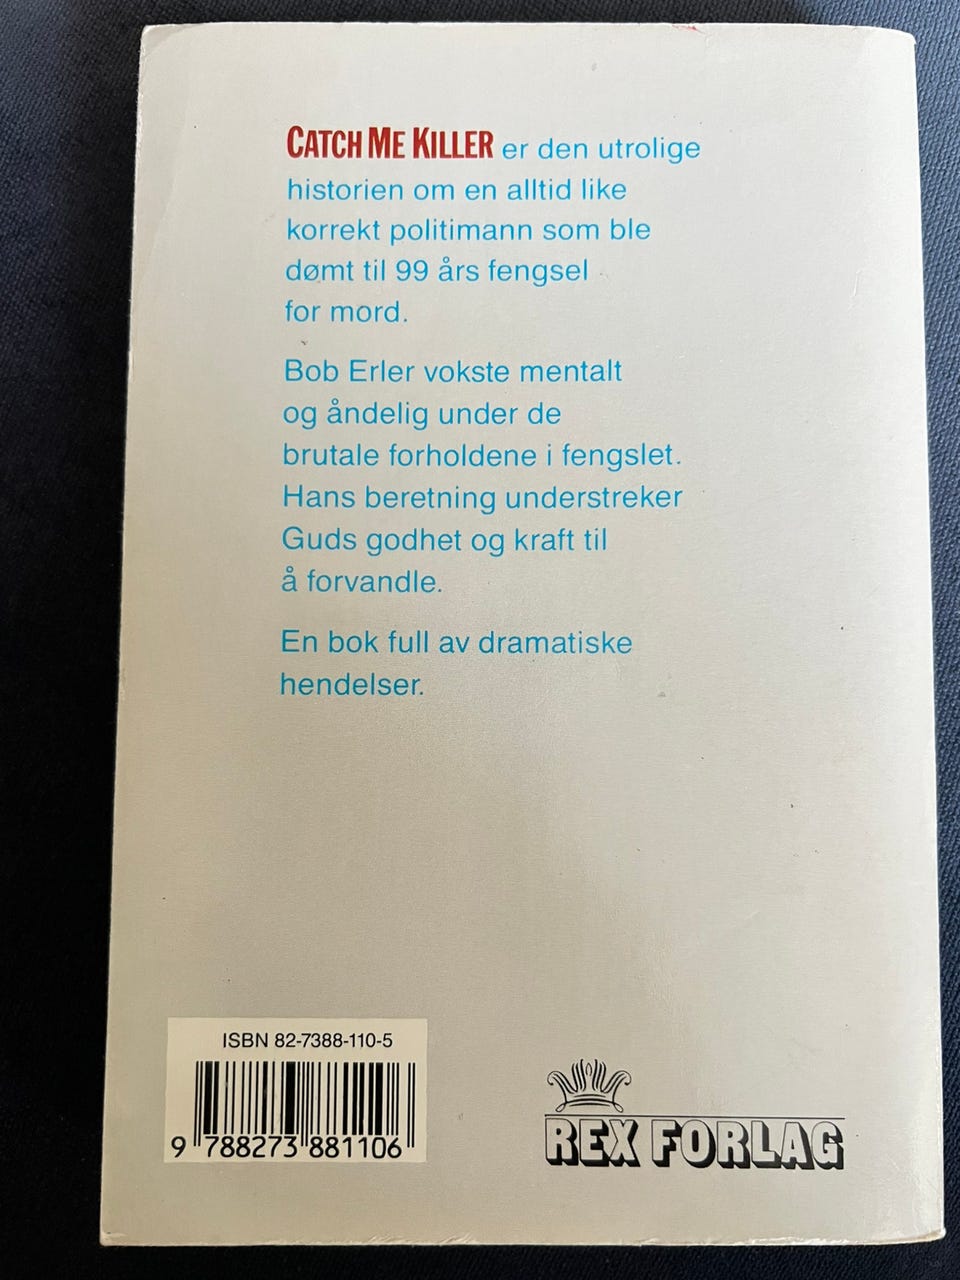 CATCH ME KILLER er den utrolige
historien om en alltid like
korrekt politimann som ble
dømt til 99 års fengsel
for mord.
Bob Erler vokste mentalt
og åndelig under de
brutale forholdene i fengslet.
Hans beretning understreker
Guds godhet og kraft til
å forvandle.
En bok full av dramatiske
hendelser.
ISBN 82-7388-110-5
9 788273 881106
REX FORLAG